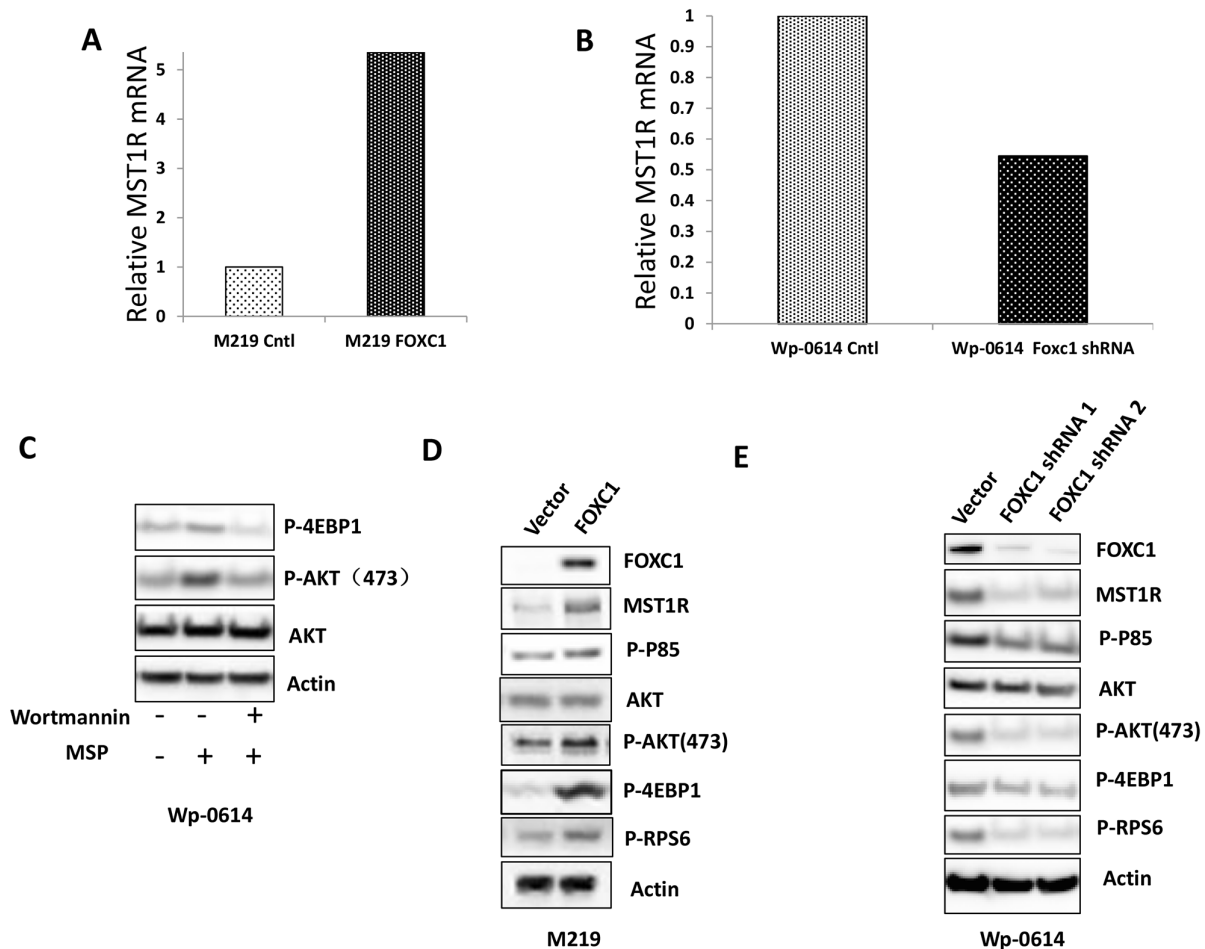 A
Relative MST1R mRNA
5
4
3
2
1
0
M219 Cntl
M219 FOXC1
B
Relative MST1R mRNA
1
0.9
0.8
0.7
0.6
0.5
0.4
0.3
0.2
0.1
0
Wp-0614 Cntl
Wp-0614 Foxc1 shRNA
C
P-4EBP1
P-AKT（473）
AKT
Actin
Wortmannin - - +
MSP - + +
Wp-0614
D
Vector
FOXC1
FOXC1
MST1R
P-P85
AKT
P-AKT(473)
P-4EBP1
P-RPS6
Actin
M219
E
Vector
FOXC1 shRNA 1
FOXC1 shRNA 2
FOXC1
MST1R
P-P85
AKT
P-AKT(473)
P-4EBP1
P-RPS6
Actin
Wp-0614